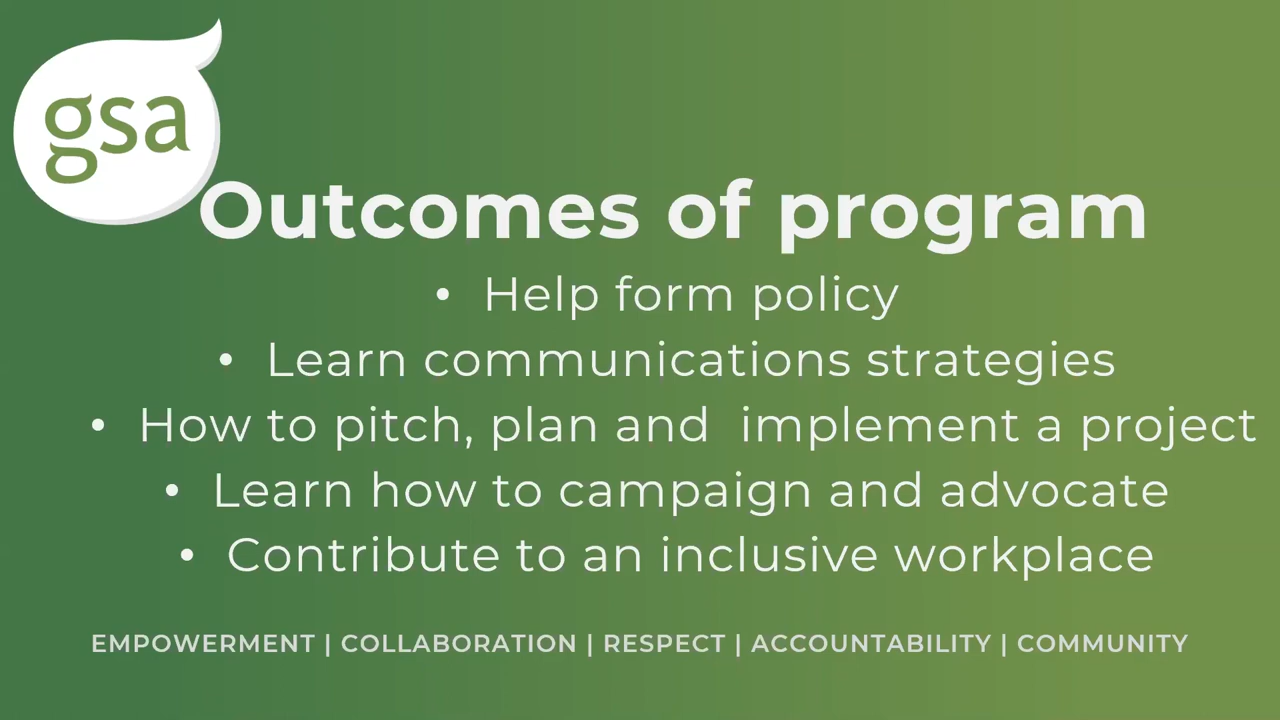 gsa
Outcomes of program
• Help form policy
• Learn communications strategies
• How to pitch, plan and  implement a project
• Learn how to campaign and advocate
• Contribute to an inclusive workplace
EMPOWERMENT | COLLABORATION | RESPECT | ACCOUNTABILITY | COMMUNITY